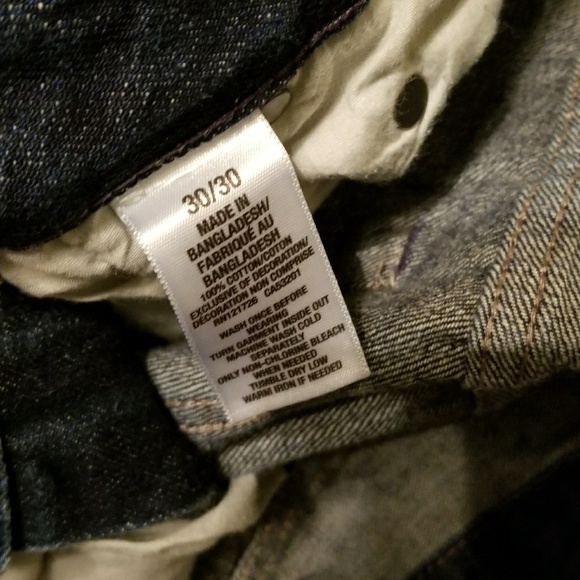 30/30
MADE IN
BANGLADESH/
FABRIQUÉ AU
BANGLADESH
100% COTTON/COTON
EXCLUSIVE OF DECORATION/
DECORATION NON COMPRISE
RN121726 CA53201
WASH ONCE BEFORE
WEARING
TURN GARMENT INSIDE OUT
MACHINE WASH COLD
SEPARATELY
ONLY NON-CHLORINE BLEACH
WHEN NEEDED
TUMBLE DRY LOW
WARM IRON IF NEEDED